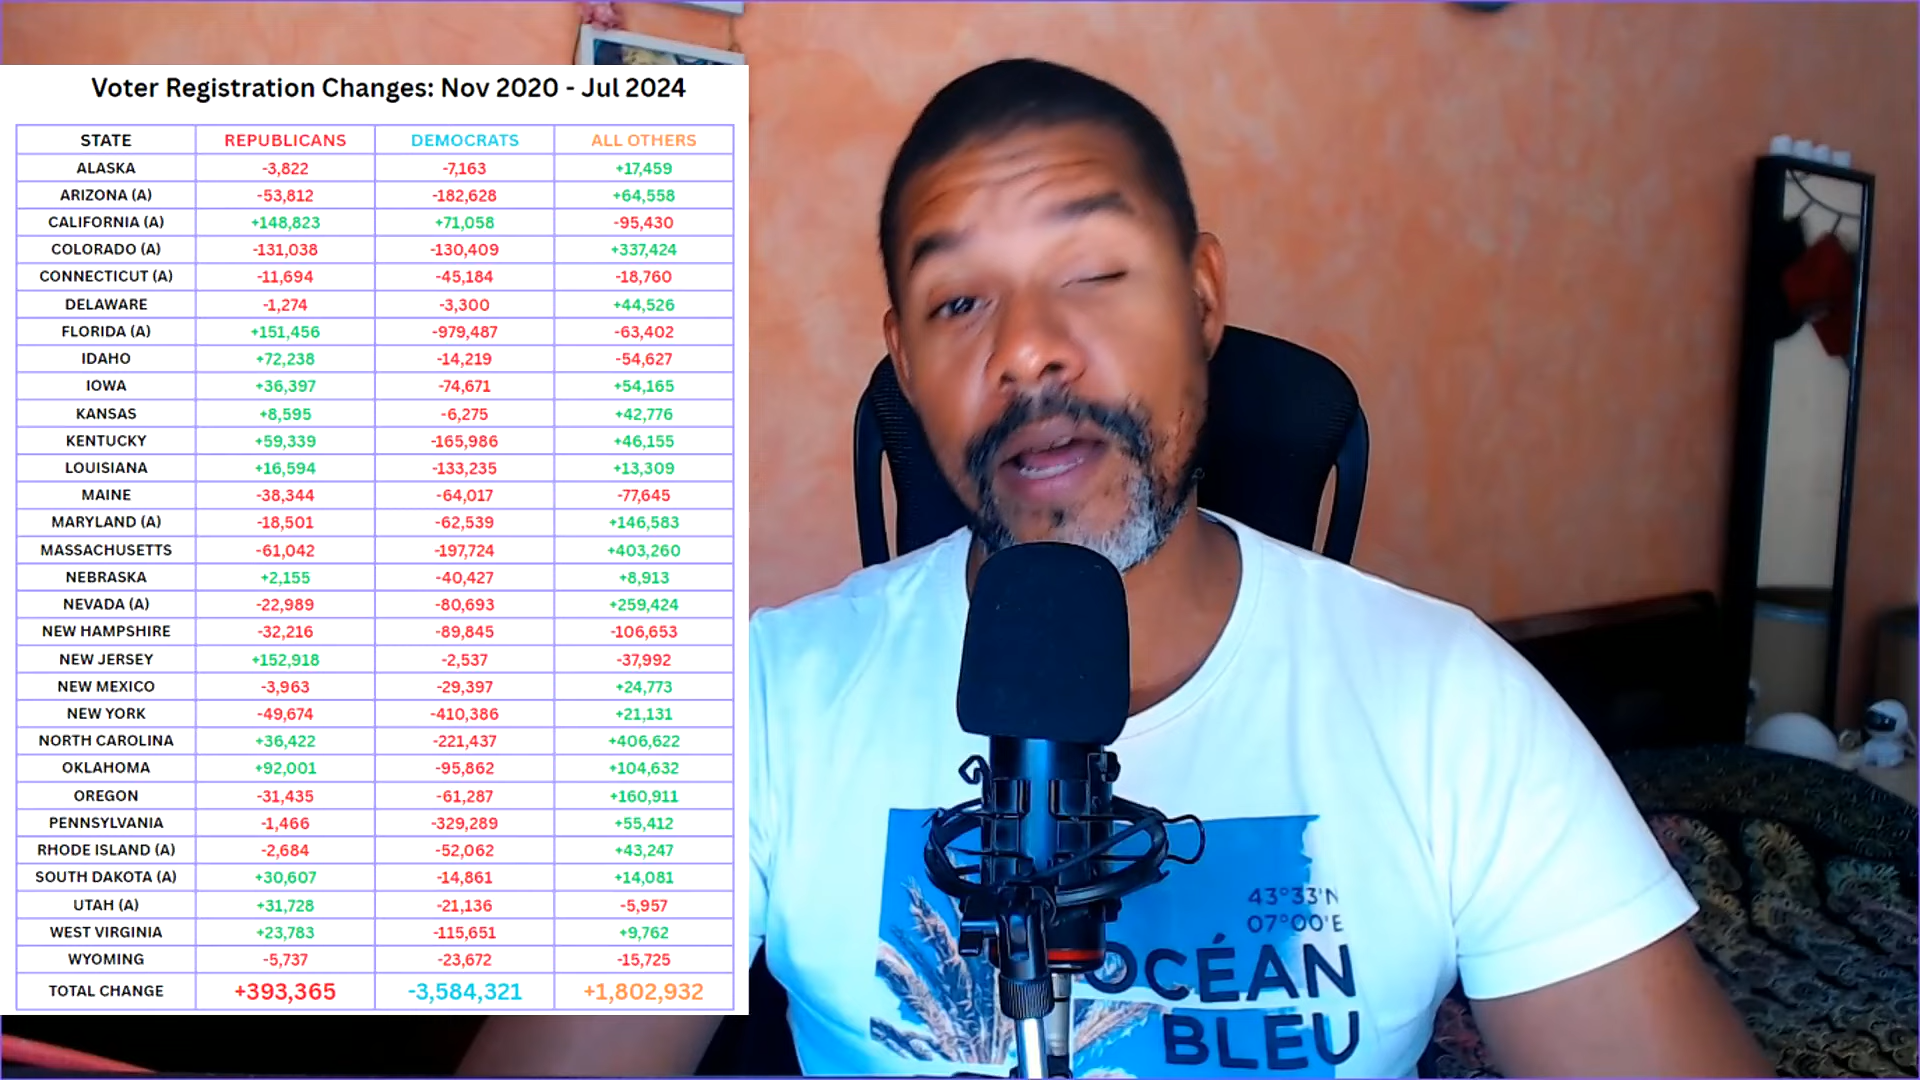 Voter Registration Changes: Nov 2020 - Jul 2024
STATE REPUBLICANS DEMOCRATS ALL OTHERS
ALASKA -3,822 -7,163 +17,459
ARIZONA (A) -53,812 -182,628 +64,558
CALIFORNIA (A) +148,823 +71,058 -95,430
COLORADO (A) -131,038 -130,409 +337,424
CONNECTICUT (A) -11,694 -45,184 -18,760
DELAWARE -1,274 -3,300 +44,526
FLORIDA (A) +151,456 -979,487 -63,402
IDAHO +72,238 -14,219 -54,627
IOWA +36,397 -74,671 +54,165
KANSAS +8,595 -6,275 +42,776
KENTUCKY +59,339 -165,986 +46,155
LOUISIANA +16,594 -133,235 +13,309
MAINE -38,344 -64,017 -77,645
MARYLAND (A) -18,501 -62,539 +146,583
MASSACHUSETTS -61,042 -197,724 +403,260
NEBRASKA +2,155 -40,427 +8,913
NEVADA (A) -22,989 -80,693 +259,424
NEW HAMPSHIRE -32,216 -89,845 -106,653
NEW JERSEY +152,918 -2,537 -37,992
NEW MEXICO -3,963 -29,397 +24,773
NEW YORK -49,674 -410,386 +21,131
NORTH CAROLINA +36,422 -221,437 +406,622
OKLAHOMA +92,001 -95,862 +104,632
OREGON -31,435 -61,287 +160,911
PENNSYLVANIA -1,466 -329,289 +55,412
RHODE ISLAND (A) -2,684 -52,062 +43,247
SOUTH DAKOTA (A) +30,607 -14,861 +14,081
UTAH (A) +31,728 -21,136 -5,957
WEST VIRGINIA +23,783 -115,651 +9,762
WYOMING -5,737 -23,672 -15,725
TOTAL CHANGE +393,365 -3,584,321 +1,802,932
43°33'N
07°00'E
OCÉAN
BLEU